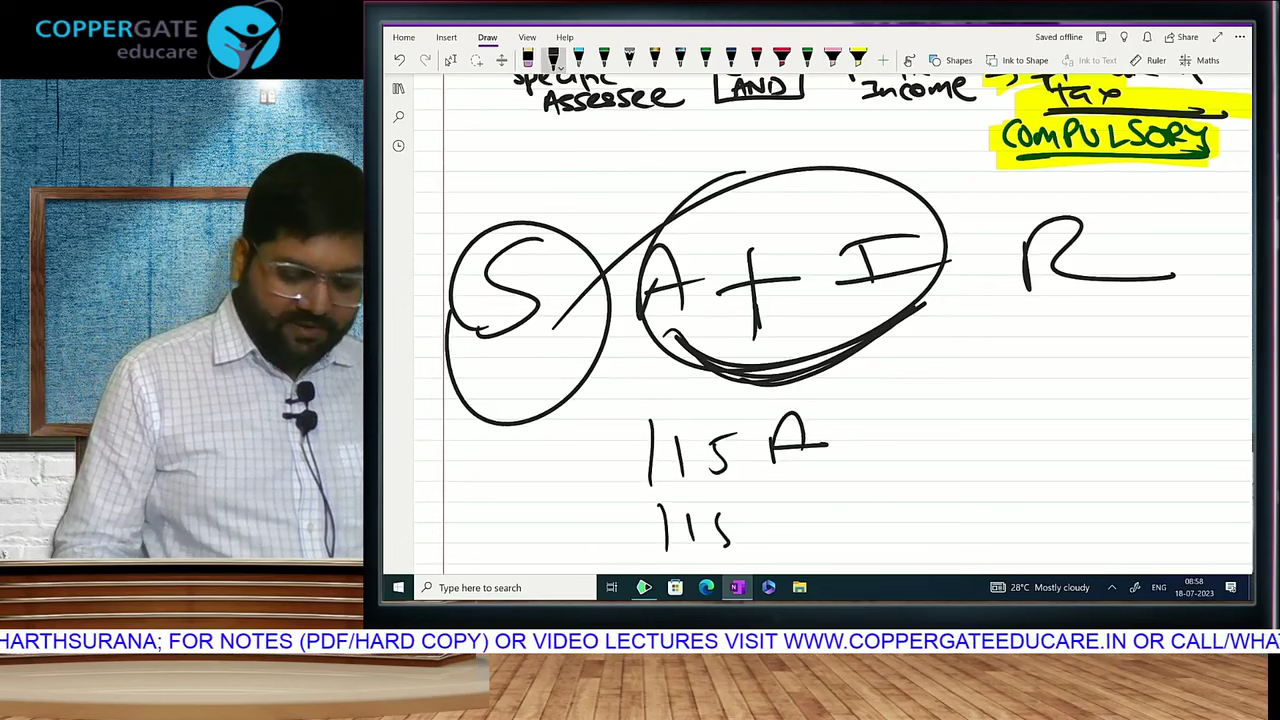 COPPERGATE
educare
Home Insert Draw View Help
Saved offline
Share
Shapes Ink to Shape Ink to Text Ruler Maths
Specific
Assessee AND Income tax
COMPULSORY
S A + I R
115 A
115
Type here to search
28°C Mostly cloudy
ENG
08:58
18-07-2023
HARTHSURANA; FOR NOTES (PDF/HARD COPY) OR VIDEO LECTURES VISIT WWW.COPPERGATEEDUCARE.IN OR CALL/WHA